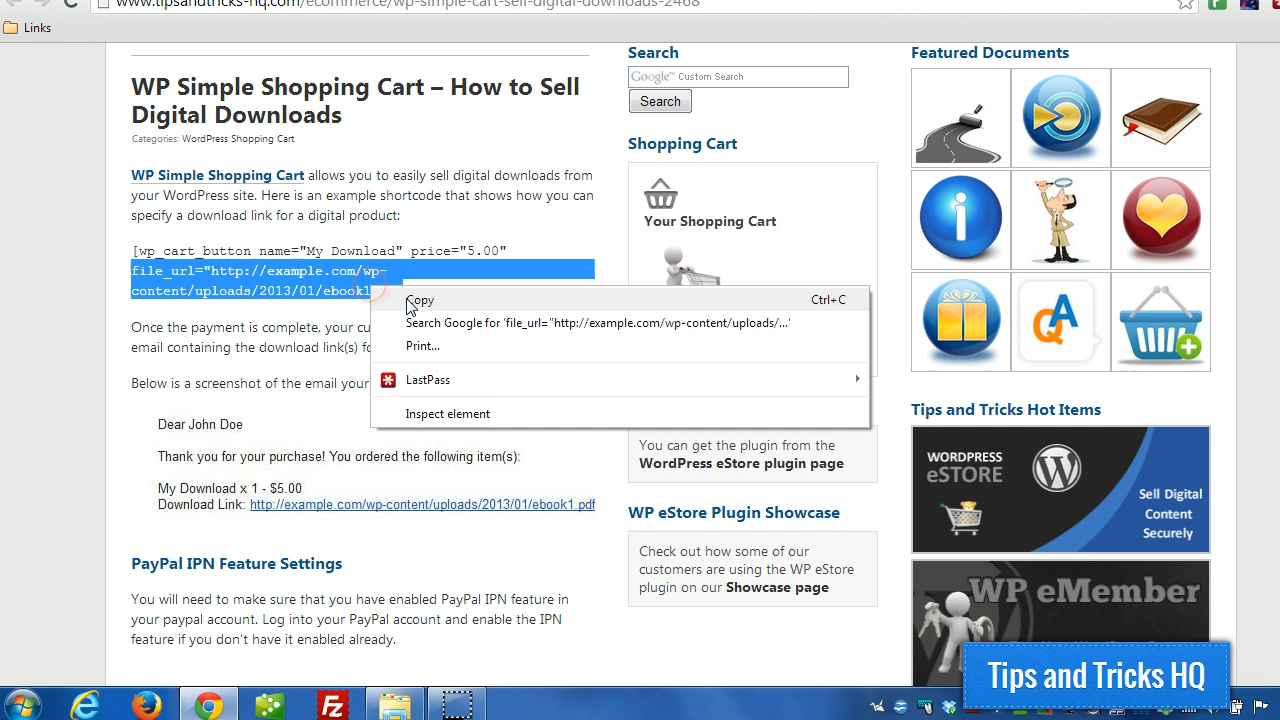 www.tipsandtricks-hq.com/ecommerce/wp-simple-cart-sell-digital-downloads-2468
Links
WP Simple Shopping Cart – How to Sell
Digital Downloads
Categories: WordPress Shopping Cart
WP Simple Shopping Cart allows you to easily sell digital downloads from
your WordPress site. Here is an example shortcode that shows how you can
specify a download link for a digital product:
[wp_cart_button name="My Download" price="5.00"
file_url="http://example.com/wp-
content/uploads/2013/01/ebook1
Once the payment is complete, your cu
email containing the download link(s) fo
Below is a screenshot of the email your
Dear John Doe
Thank you for your purchase! You ordered the following item(s):
My Download x 1 - $5.00
Download Link: http://example.com/wp-content/uploads/2013/01/ebook1.pdf
PayPal IPN Feature Settings
You will need to make sure that you have enabled PayPal IPN feature in
your paypal account. Log into your PayPal account and enable the IPN
feature if you don't have it enabled already.
Copy Ctrl+C
Search Google for 'file_url="http://example.com/wp-content/uploads/...'
Print...
LastPass
Inspect element
Search
Google™ Custom Search
Search
Shopping Cart
Your Shopping Cart
You can get the plugin from the
WordPress eStore plugin page
WP eStore Plugin Showcase
Check out how some of our
customers are using the WP eStore
plugin on our Showcase page
Featured Documents
A
Q
Tips and Tricks Hot Items
WORDPRESS
eSTORE
Sell Digital
Content
Securely
WP eMember
Tips and Tricks HQ